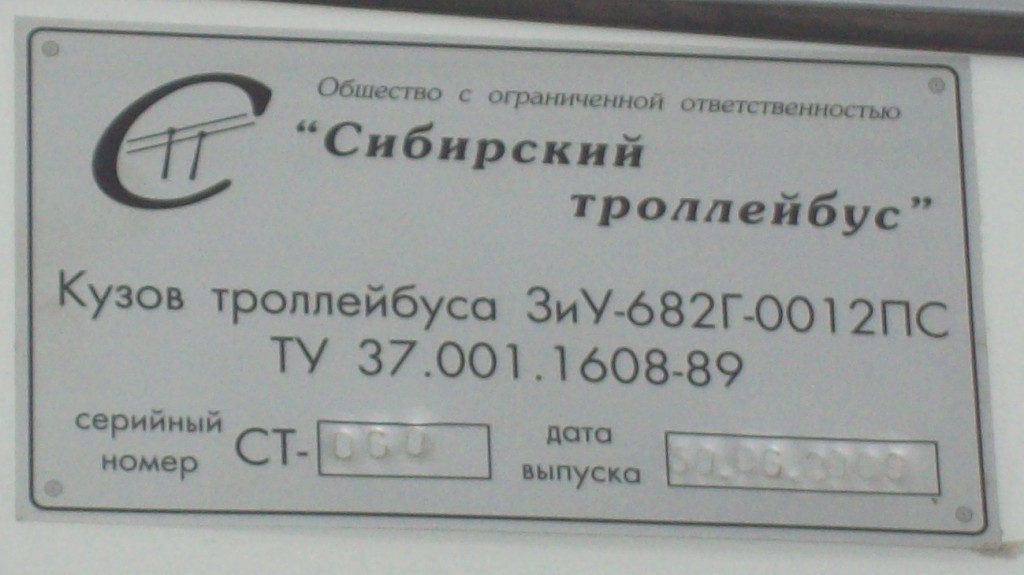 Общество с ограниченной ответственностью
“Сибирский
троллейбус”
Кузов троллейбуса ЗиУ-682Г-0012ПС
ТУ 37.001.1608-89
серийный номер СТ-
дата выпуска